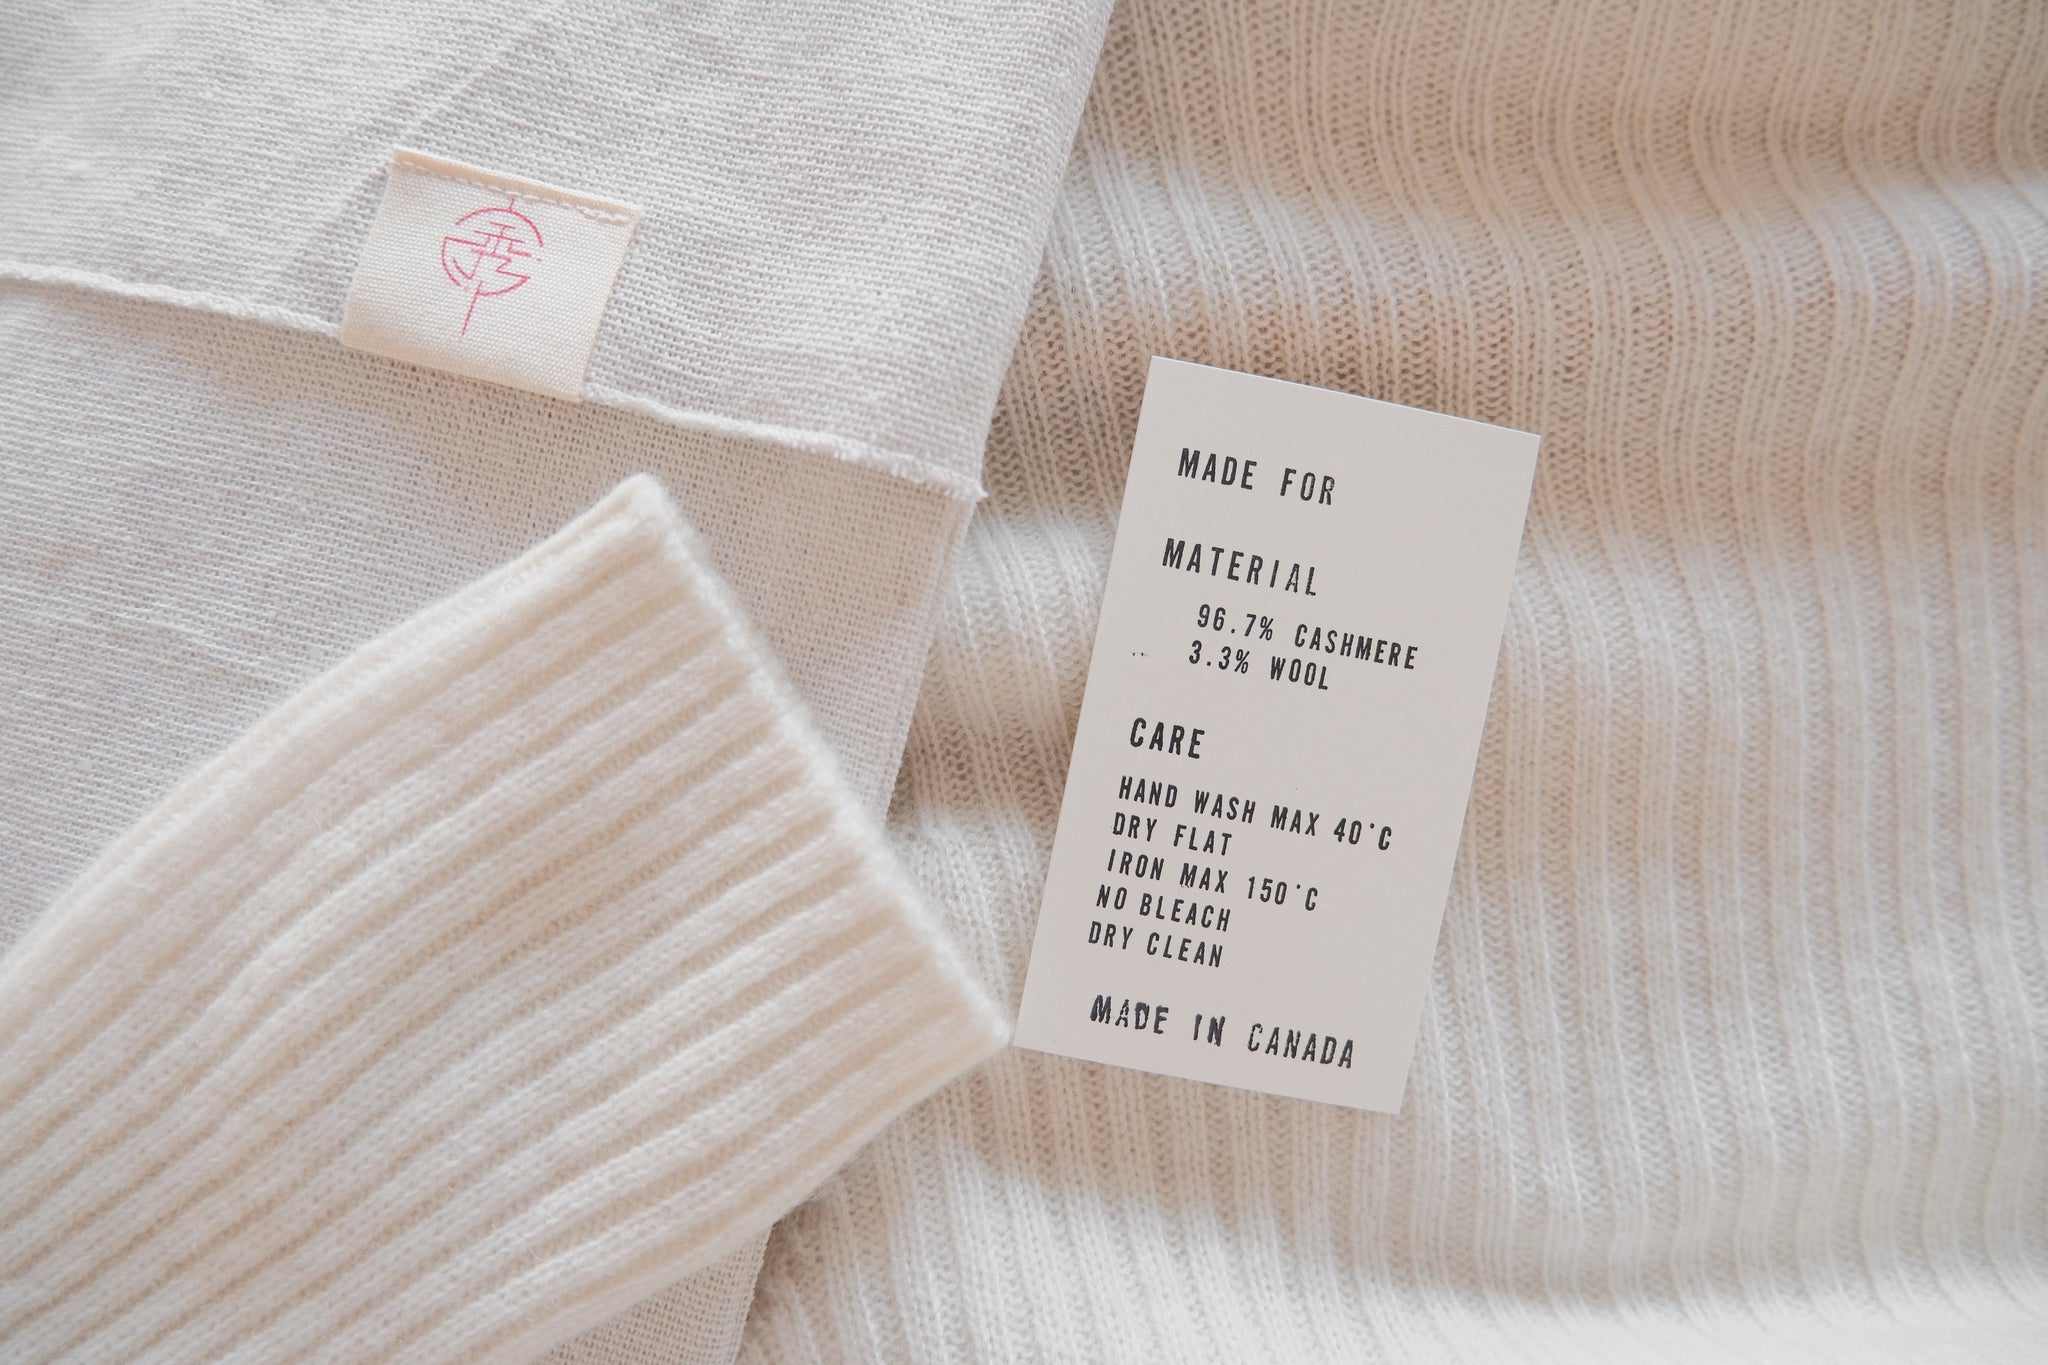 MADE FOR
MATERIAL
96.7% CASHMERE
3.3% WOOL
CARE
HAND WASH MAX 40°C
DRY FLAT
IRON MAX 150°C
NO BLEACH
DRY CLEAN
MADE IN CANADA